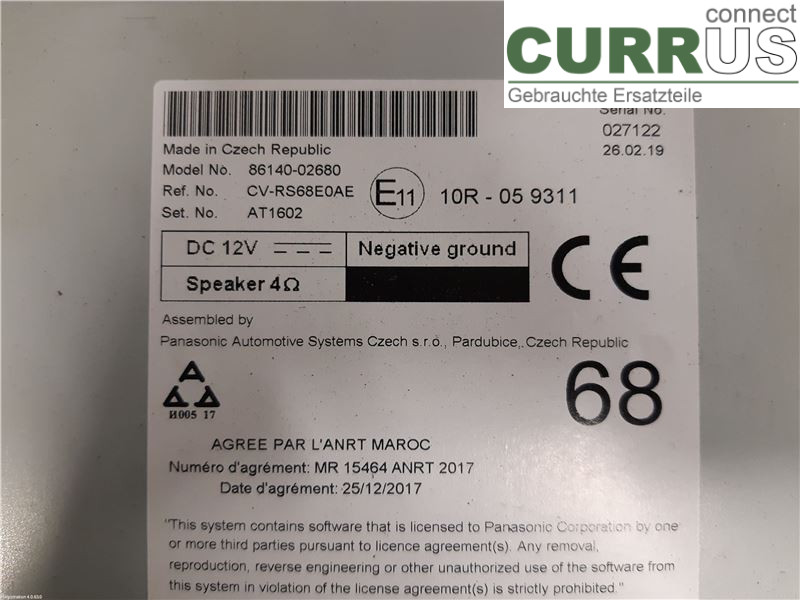 connect
CURRUS
Gebrauchte Ersatzteile
Serial No.
027122
26.02.19
Made in Czech Republic
Model No. 86140-02680
Ref. No. CV-RS68E0AE
Set. No. AT1602
E11 10R - 05 9311
DC 12V Negative ground
Speaker 4Ω
CE
Assembled by
Panasonic Automotive Systems Czech s.r.o., Pardubice, Czech Republic
68
И005 17
AGREE PAR L'ANRT MAROC
Numéro d'agrément: MR 15464 ANRT 2017
Date d'agrément: 25/12/2017
"This system contains software that is licensed to Panasonic Corporation by one
or more third parties pursuant to licence agreement(s). Any removal,
reproduction, reverse engineering or other unauthorized use of the software from
this system in violation of the license agreement(s) is strictly prohibited."